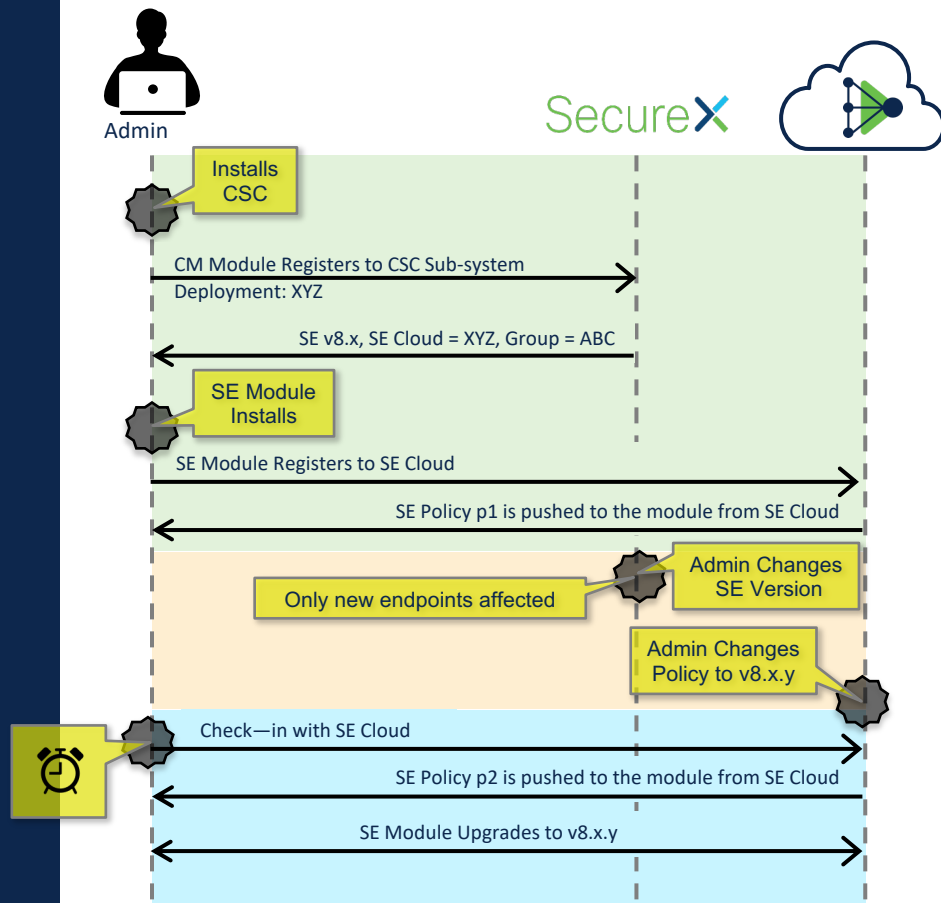 Admin
SecureX
Installs
CSC
CM Module Registers to CSC Sub-system
Deployment: XYZ
SE v8.x, SE Cloud = XYZ, Group = ABC
SE Module
Installs
SE Module Registers to SE Cloud
SE Policy p1 is pushed to the module from SE Cloud
Admin Changes
SE Version
Only new endpoints affected
Admin Changes
Policy to v8.x.y
Check—in with SE Cloud
SE Policy p2 is pushed to the module from SE Cloud
SE Module Upgrades to v8.x.y